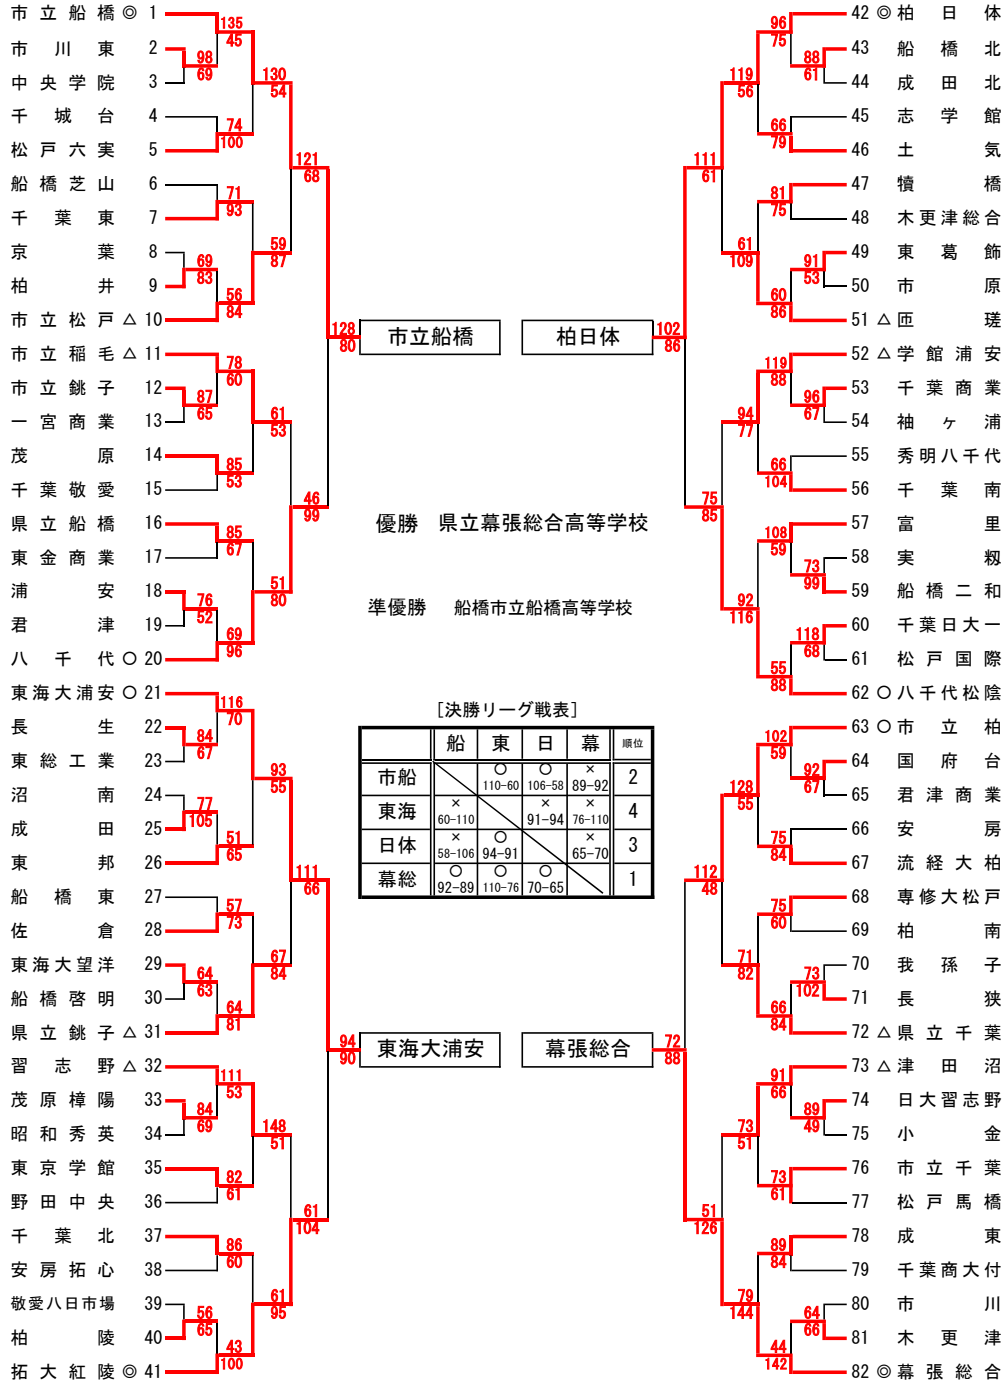 市立船橋 ◎ 1
135
45
市川東 2
98
69
中央学院 3
130
54
千城台 4
74
100
松戸六実 5
121
68
船橋芝山 6
71
93
千葉東 7
59
87
京葉 8
69
83
柏井 9
56
84
市立松戸 △ 10
128
80
市立船橋
市立稲毛 △ 11
78
60
市立銚子 12
87
65
一宮商業 13
61
53
茂原 14
85
53
千葉敬愛 15
46
99
県立船橋 16
85
67
東金商業 17
51
80
浦安 18
76
52
君津 19
69
96
八千代 ○ 20
東海大浦安 ○ 21
116
70
長生 22
84
67
東総工業 23
93
55
沼南 24
77
105
成田 25
51
65
東邦 26
111
66
船橋東 27
57
73
佐倉 28
67
84
東海大望洋 29
64
63
船橋啓明 30
64
81
県立銚子 △ 31
94
90
東海大浦安
習志野 △ 32
111
53
茂原樟陽 33
84
69
昭和秀英 34
148
51
東京学館 35
82
61
野田中央 36
61
104
千葉北 37
86
60
安房拓心 38
61
95
敬愛八日市場 39
56
65
柏陵 40
43
100
拓大紅陵 ◎ 41
優勝 県立幕張総合高等学校
準優勝 船橋市立船橋高等学校
[決勝リーグ戦表]
船 東 日 幕 順位
市船 ○ ○ × 2
110-60 106-58 89-92
東海 × × × 4
60-110 91-94 76-110
日体 × ○ × 3
58-106 94-91 65-70
幕総 ○ ○ ○ 1
92-89 110-76 70-65
42 ◎ 柏日体
96
75
43 船橋北
88
61
44 成田北
119
56
45 志学館
66
79
46 土気
111
61
47 犢橋
81
75
48 木更津総合
61
109
49 東葛飾
91
53
50 市原
60
86
51 △ 匝瑳
柏日体
102
86
52 △ 学館浦安
119
88
53 千葉商業
96
67
54 袖ヶ浦
94
77
55 秀明八千代
66
104
56 千葉南
75
85
57 富里
108
59
58 実籾
73
99
59 船橋二和
92
116
60 千葉日大一
118
68
61 松戸国際
55
88
62 ○ 八千代松陰
63 ○ 市立柏
102
59
64 国府台
92
67
65 君津商業
128
55
66 安房
75
84
67 流経大柏
112
48
68 専修大松戸
75
60
69 柏南
71
82
70 我孫子
73
102
71 長狭
66
84
72 △ 県立千葉
幕張総合
72
88
73 △ 津田沼
91
66
74 日大習志野
89
49
75 小金
73
51
76 市立千葉
73
61
77 松戸馬橋
51
126
78 成東
89
84
79 千葉商大付
79
144
80 市川
64
66
81 木更津
44
142
82 ◎ 幕張総合